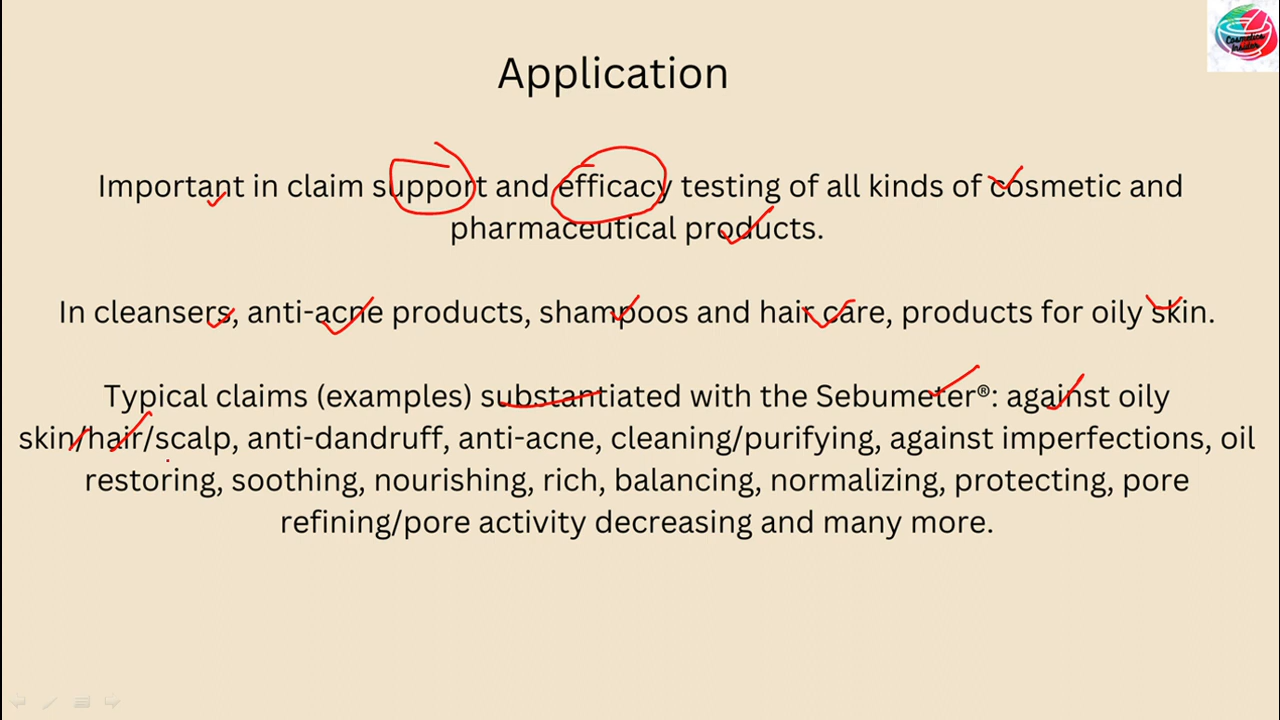 Cosmetics
Insider
Application
Important in claim support and efficacy testing of all kinds of cosmetic and
pharmaceutical products.
In cleansers, anti-acne products, shampoos and hair care, products for oily skin.
Typical claims (examples) substantiated with the Sebumeter®: against oily
skin/hair/scalp, anti-dandruff, anti-acne, cleaning/purifying, against imperfections, oil
restoring, soothing, nourishing, rich, balancing, normalizing, protecting, pore
refining/pore activity decreasing and many more.